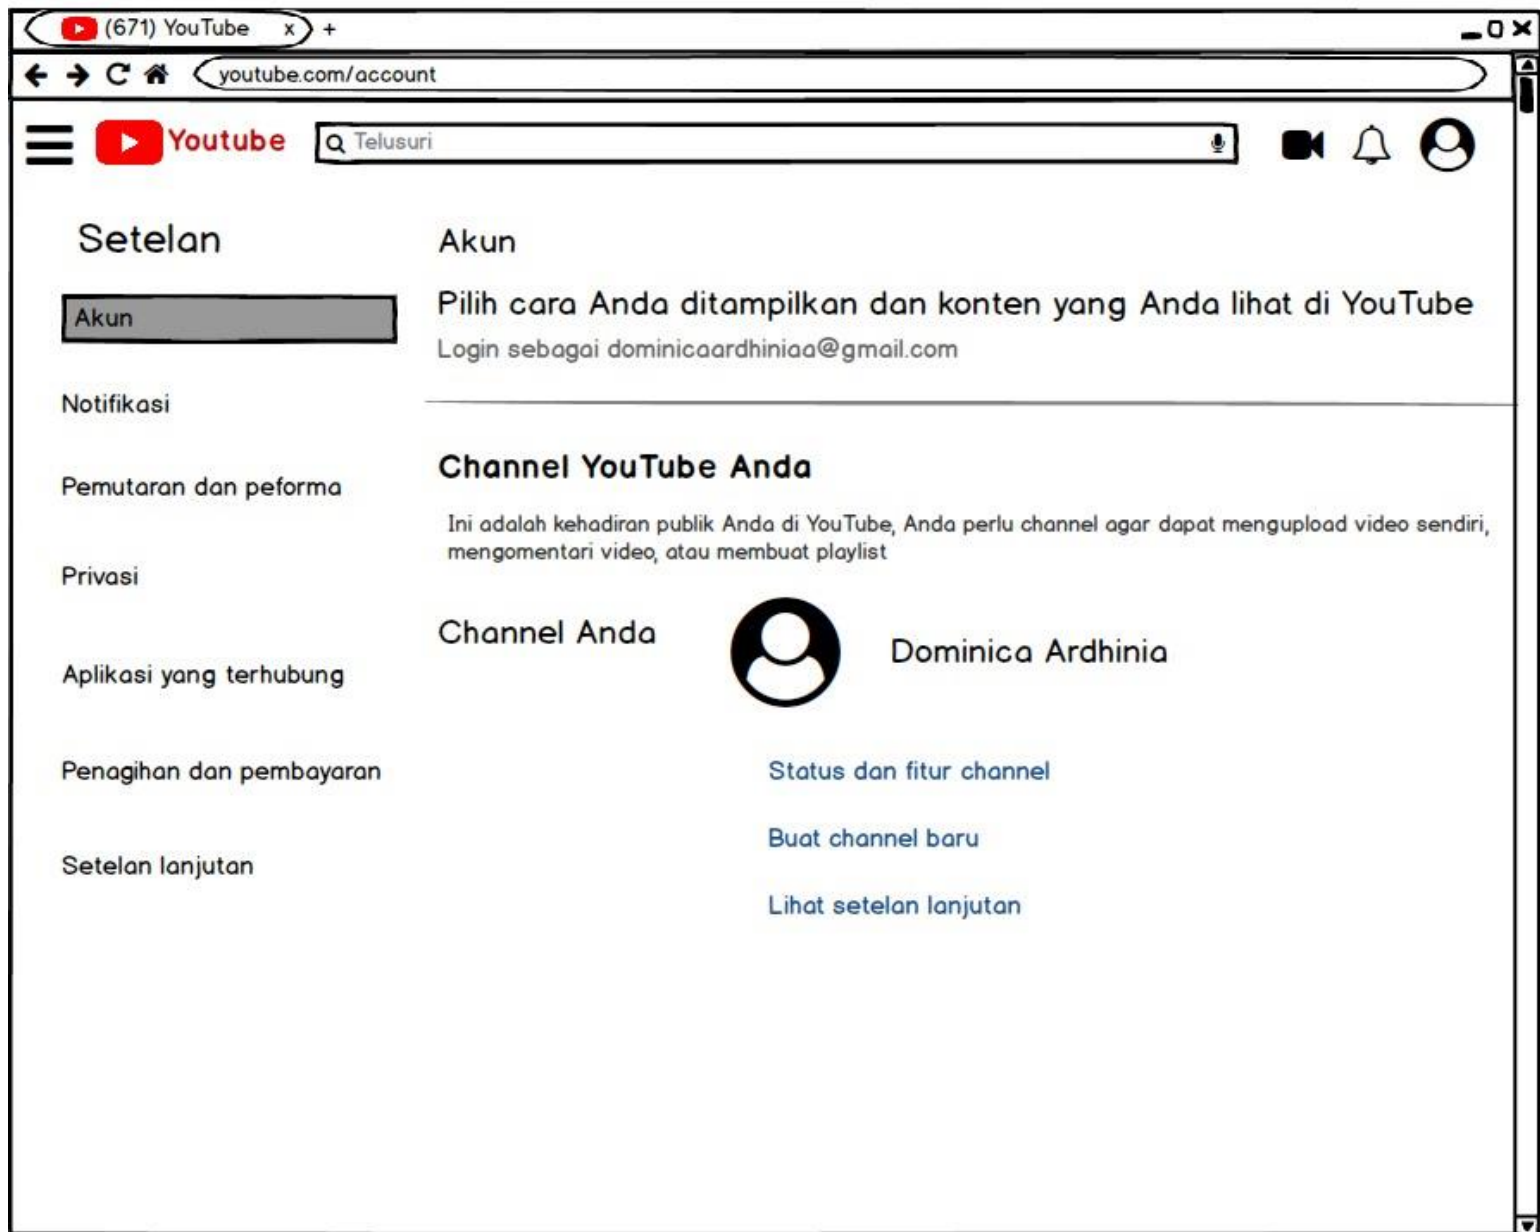 (671) YouTube x +
youtube.com/account
Youtube
Telusuri
Setelan
Akun
Notifikasi
Pemutaran dan peforma
Privasi
Aplikasi yang terhubung
Penagihan dan pembayaran
Setelan lanjutan
Akun
Pilih cara Anda ditampilkan dan konten yang Anda lihat di YouTube
Login sebagai dominicaardhiniaa@gmail.com
Channel YouTube Anda
Ini adalah kehadiran publik Anda di YouTube, Anda perlu channel agar dapat mengupload video sendiri,
mengomentari video, atau membuat playlist
Channel Anda
Dominica Ardhinia
Status dan fitur channel
Buat channel baru
Lihat setelan lanjutan